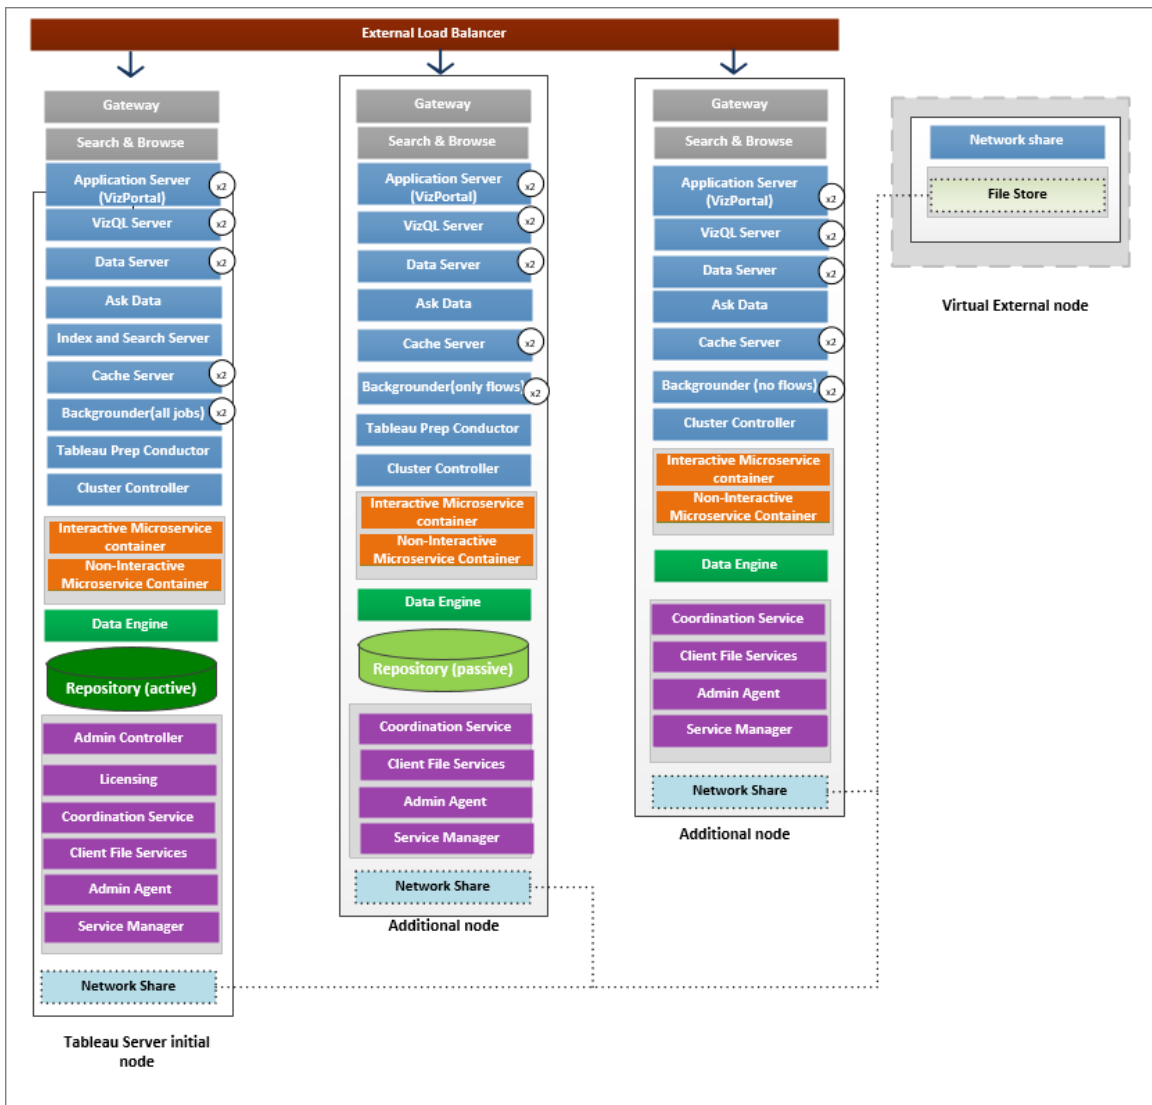 External Load Balancer
Gateway
Search & Browse
Application Server
(VizPortal)
x2
VizQL Server
x2
Data Server
x2
Ask Data
Index and Search Server
Cache Server
x2
Backgrounder(all jobs)
x2
Tableau Prep Conductor
Cluster Controller
Interactive Microservice
container
Non-Interactive
Microservice Container
Data Engine
Repository (active)
Admin Controller
Licensing
Coordination Service
Client File Services
Admin Agent
Service Manager
Network Share
Tableau Server initial
node
Gateway
Search & Browse
Application Server
(VizPortal)
x2
VizQL Server
x2
Data Server
x2
Ask Data
Cache Server
x2
Backgrounder(only flows)
x2
Tableau Prep Conductor
Cluster Controller
Interactive Microservice
container
Non-Interactive
Microservice Container
Data Engine
Repository (passive)
Coordination Service
Client File Services
Admin Agent
Service Manager
Network Share
Additional node
Gateway
Search & Browse
Application Server
(VizPortal)
x2
VizQL Server
x2
Data Server
x2
Ask Data
Cache Server
x2
Backgrounder (no flows)
x2
Cluster Controller
Interactive Microservice
container
Non-Interactive
Microservice Container
Data Engine
Coordination Service
Client File Services
Admin Agent
Service Manager
Network Share
Additional node
Network share
File Store
Virtual External node